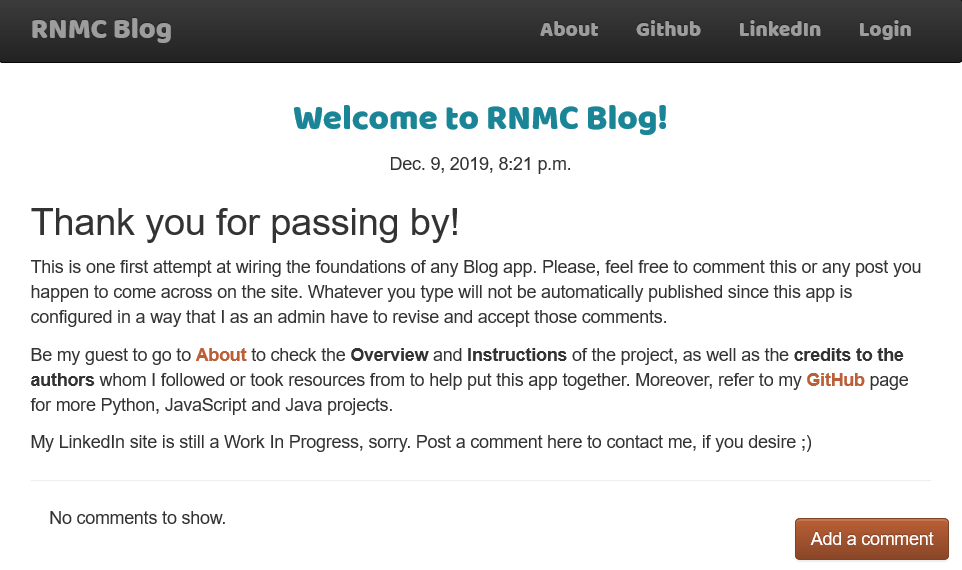 RNMC Blog
About Github LinkedIn Login
Welcome to RNMC Blog!
Dec. 9, 2019, 8:21 p.m.
Thank you for passing by!
This is one first attempt at wiring the foundations of any Blog app. Please, feel free to comment this or any post you
happen to come across on the site. Whatever you type will not be automatically published since this app is
configured in a way that I as an admin have to revise and accept those comments.
Be my guest to go to About to check the Overview and Instructions of the project, as well as the credits to the
authors whom I followed or took resources from to help put this app together. Moreover, refer to my GitHub page
for more Python, JavaScript and Java projects.
My LinkedIn site is still a Work In Progress, sorry. Post a comment here to contact me, if you desire ;)
No comments to show.
Add a comment